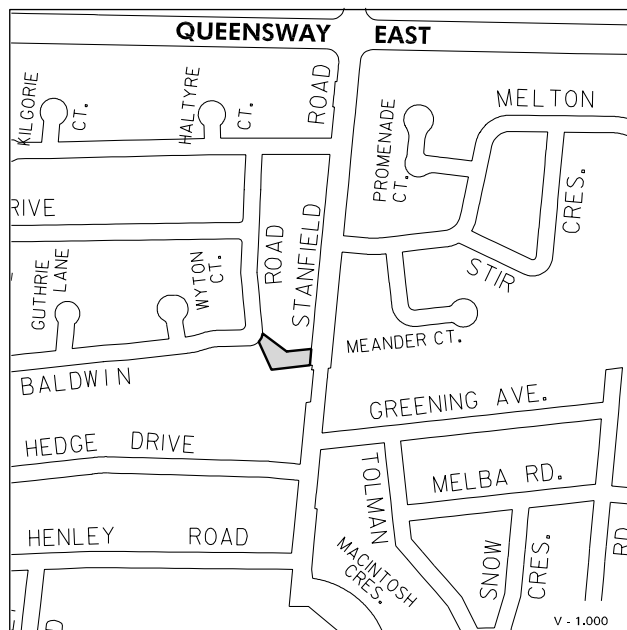 QUEENSWAY EAST
KILGORIE CT.
HALTYRE CT.
ROAD
PROMENADE CT.
MELTON
CRES.
RIVE
ROAD
STANFIELD
GUTHRIE LANE
WYTON CT.
STIR
MEANDER CT.
BALDWIN
GREENING AVE.
HEDGE DRIVE
TOLMAN
MELBA RD.
HENLEY ROAD
MACINTOSH CRES.
SNOW
CRES.
RD
V - 1.000